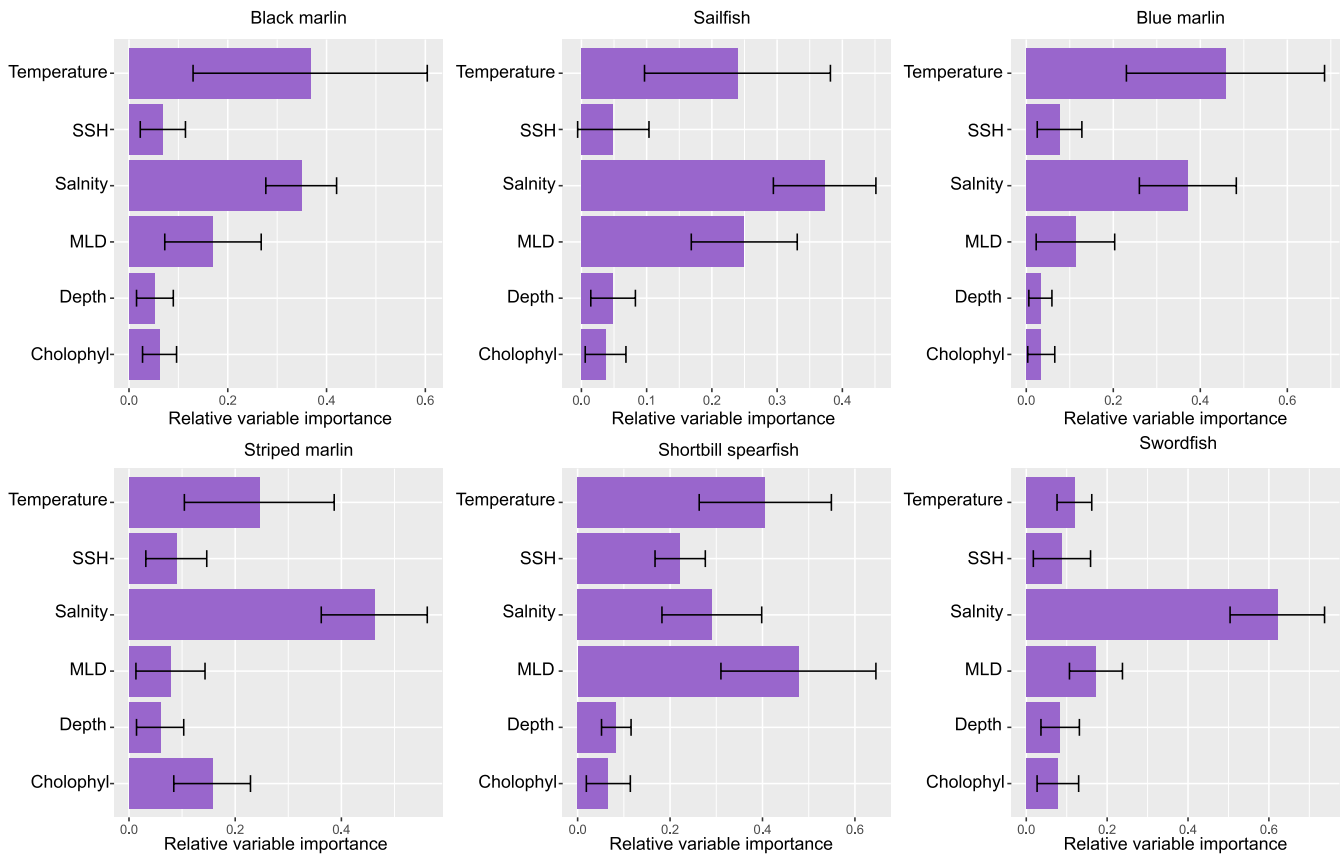 Black marlin
Temperature
SSH
Salnity
MLD
Depth
Cholophyl
0.0 0.2 0.4 0.6
Relative variable importance
Sailfish
Temperature
SSH
Salnity
MLD
Depth
Cholophyl
0.0 0.1 0.2 0.3 0.4
Relative variable importance
Blue marlin
Temperature
SSH
Salnity
MLD
Depth
Cholophyl
0.0 0.2 0.4 0.6
Relative variable importance
Striped marlin
Temperature
SSH
Salnity
MLD
Depth
Cholophyl
0.0 0.2 0.4
Relative variable importance
Shortbill spearfish
Temperature
SSH
Salnity
MLD
Depth
Cholophyl
0.0 0.2 0.4 0.6
Relative variable importance
Swordfish
Temperature
SSH
Salnity
MLD
Depth
Cholophyl
0.0 0.2 0.4 0.6
Relative variable importance